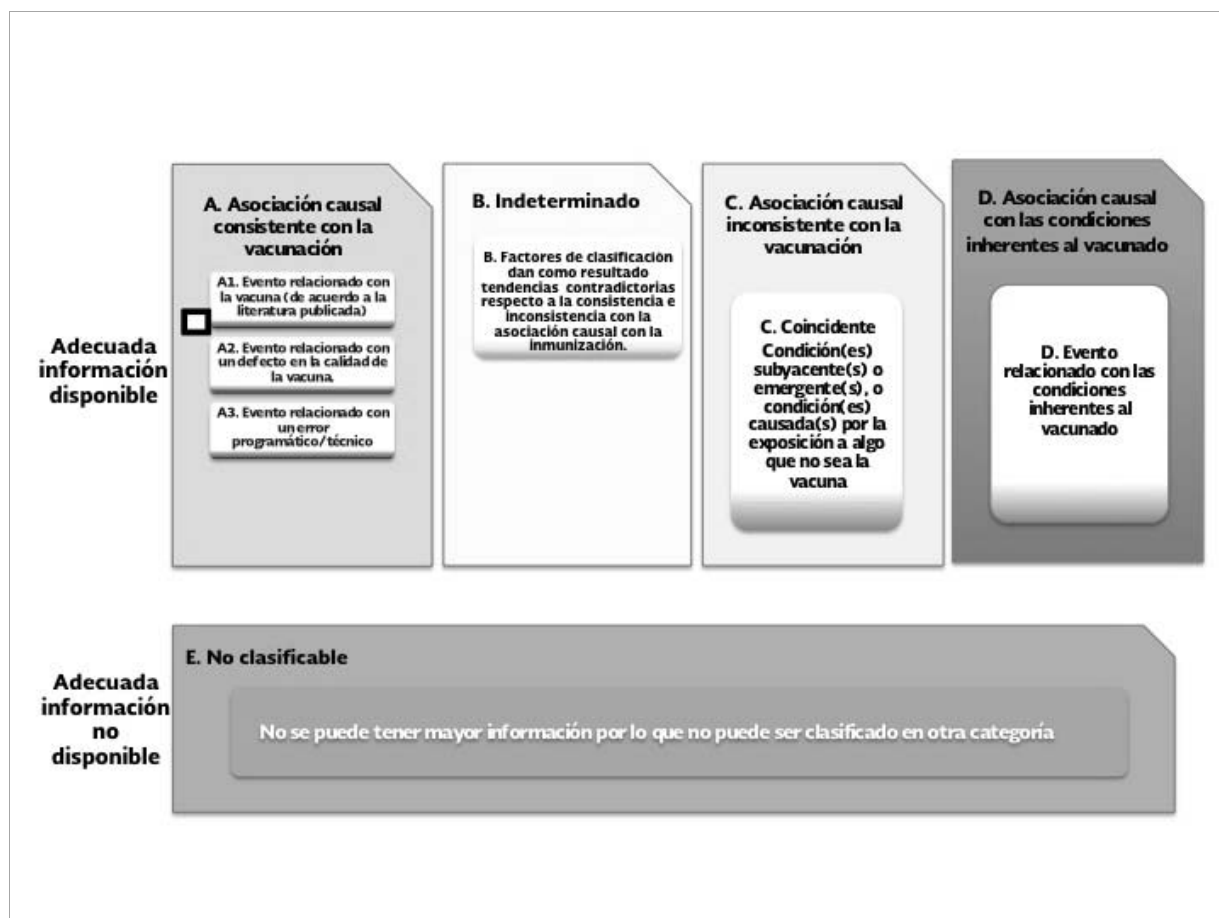 A. Asociación causal
consistente con la
vacunación
A1. Evento relacionado con
la vacuna (de acuerdo a la
literatura publicada)
A2. Evento relacionado con
un defecto en la calidad de
la vacuna.
A3. Evento relacionado con
un error
programático/técnico
B. Indeterminado
B. Factores de clasificación
dan como resultado
tendencias contradictorias
respecto a la consistencia e
inconsistencia con la
asociación causal con la
inmunización.
C. Asociación causal
inconsistente con la
vacunación
C. Coincidente
Condición(es)
subyacente(s) o
emergente(s), o
condición(es)
causada(s) por la
exposición a algo
que no sea la
vacuna
D. Asociación causal
con las condiciones
inherentes al vacunado
D. Evento
relacionado con las
condiciones
inherentes al
vacunado
Adecuada
información
disponible
E. No clasificable
No se puede tener mayor información por lo que no puede ser clasificado en otra categoría
Adecuada
información
no
disponible